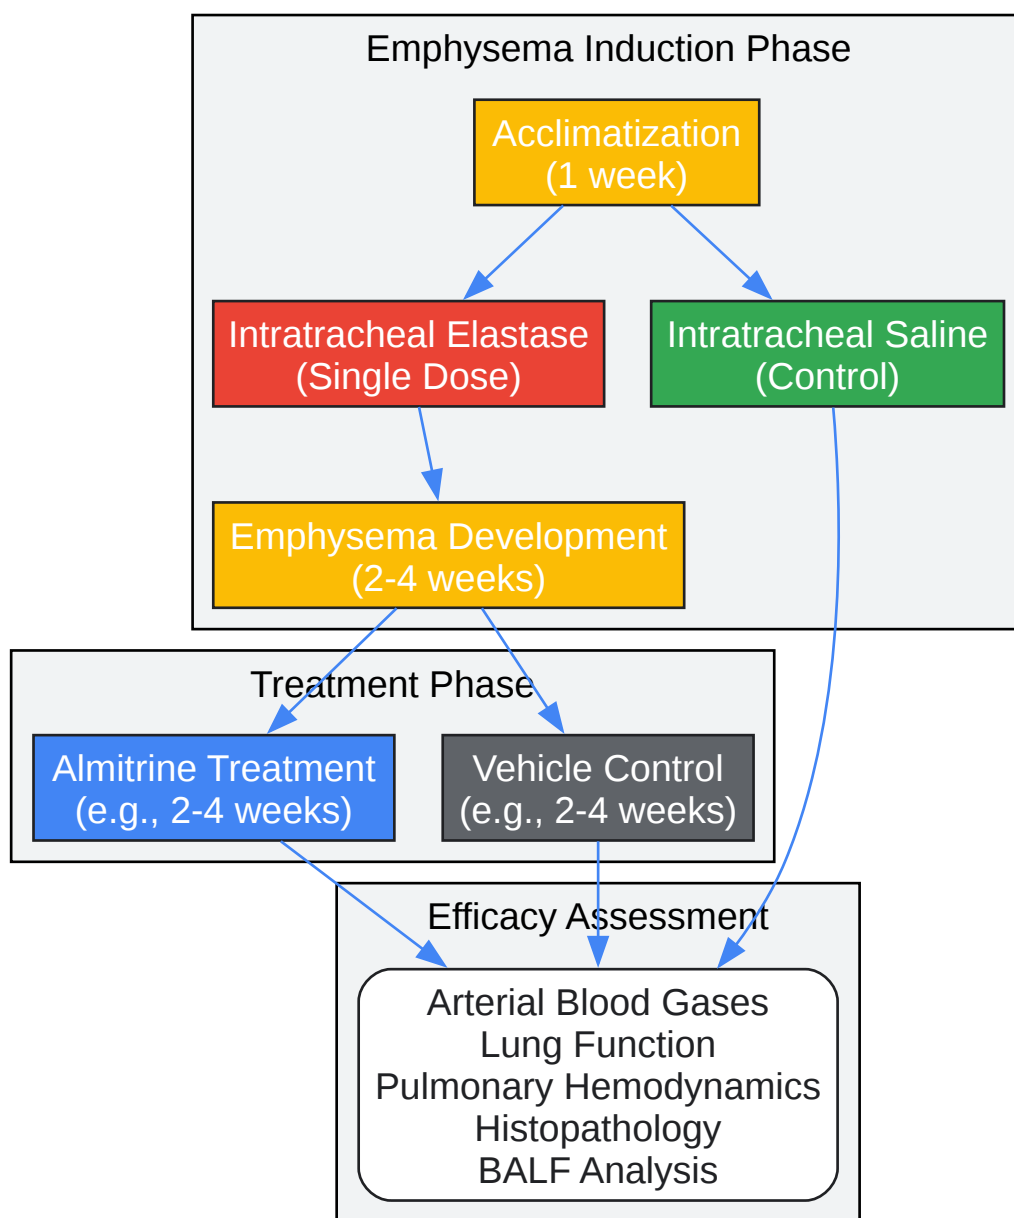 Emphysema Induction Phase
Acclimatization
(1 week)
Intratracheal Elastase
(Single Dose)
Intratracheal Saline
(Control)
Emphysema Development
(2-4 weeks)
Treatment Phase
Almitrine Treatment
(e.g., 2-4 weeks)
Vehicle Control
(e.g., 2-4 weeks)
Efficacy Assessment
Arterial Blood Gases
Lung Function
Pulmonary Hemodynamics
Histopathology
BALF Analysis